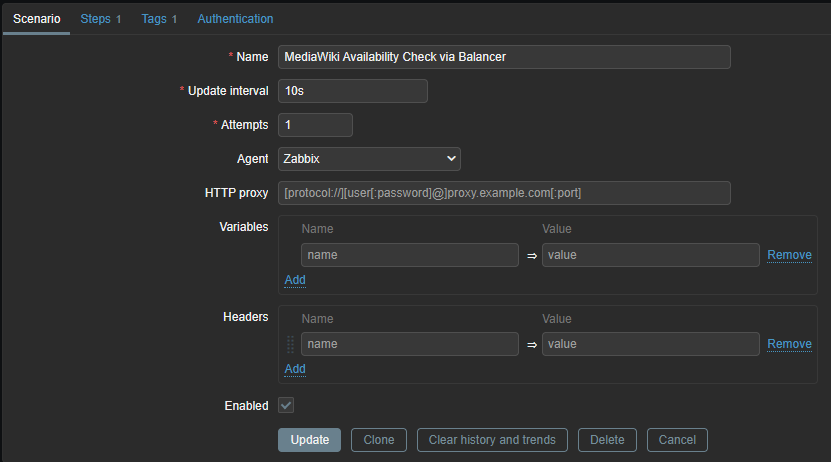 Scenario Steps 1 Tags 1 Authentication
* Name MediaWiki Availability Check via Balancer
* Update interval 10s
* Attempts 1
Agent Zabbix
HTTP proxy [protocol://][user[:password]@]proxy.example.com[:port]
Variables Name Value
name ⇒ value Remove
Add
Headers Name Value
name ⇒ value Remove
Add
Enabled
Update Clone Clear history and trends Delete Cancel